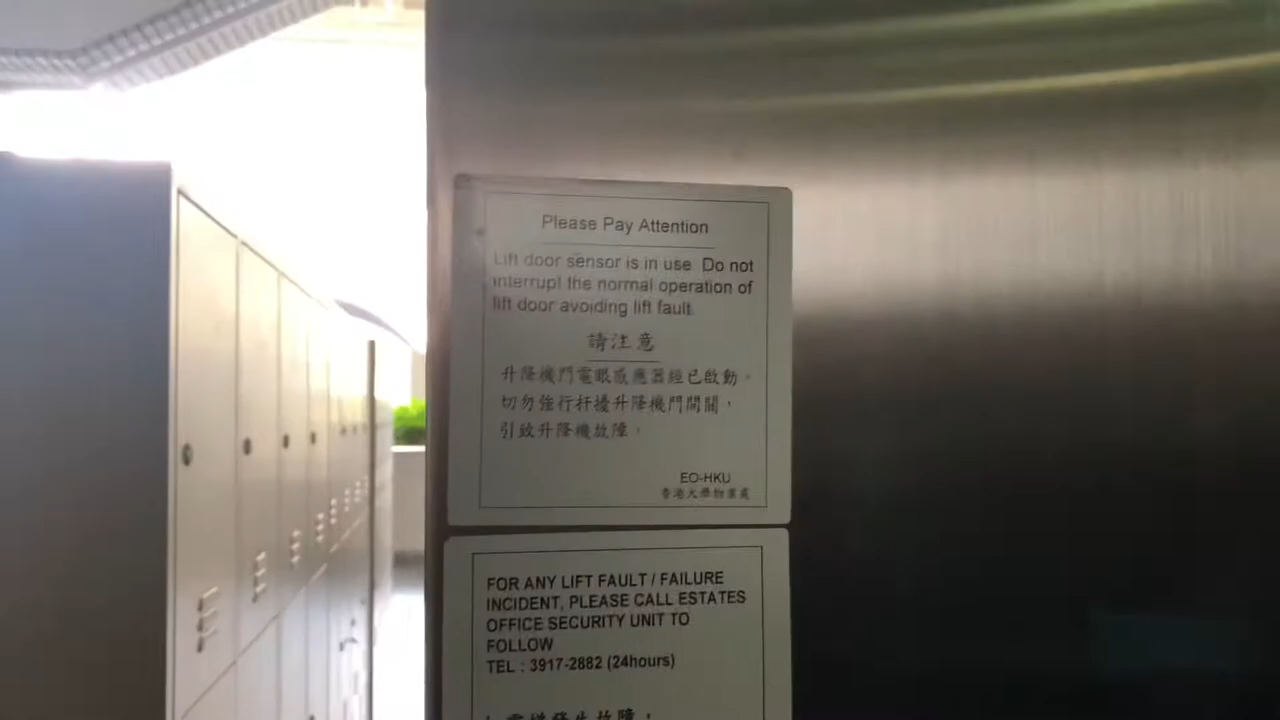 Please Pay Attention
Lift door sensor is in use Do not
interrupt the normal operation of
lift door avoiding lift fault.
請注意
升降機門電眼感應器經已啟動。
切勿強行扞擾升降機門開關，
引致升降機故障。
EO-HKU
香港大學物業處
FOR ANY LIFT FAULT / FAILURE
INCIDENT, PLEASE CALL ESTATES
OFFICE SECURITY UNIT TO
FOLLOW
TEL : 3917-2882 (24hours)
發生故障，